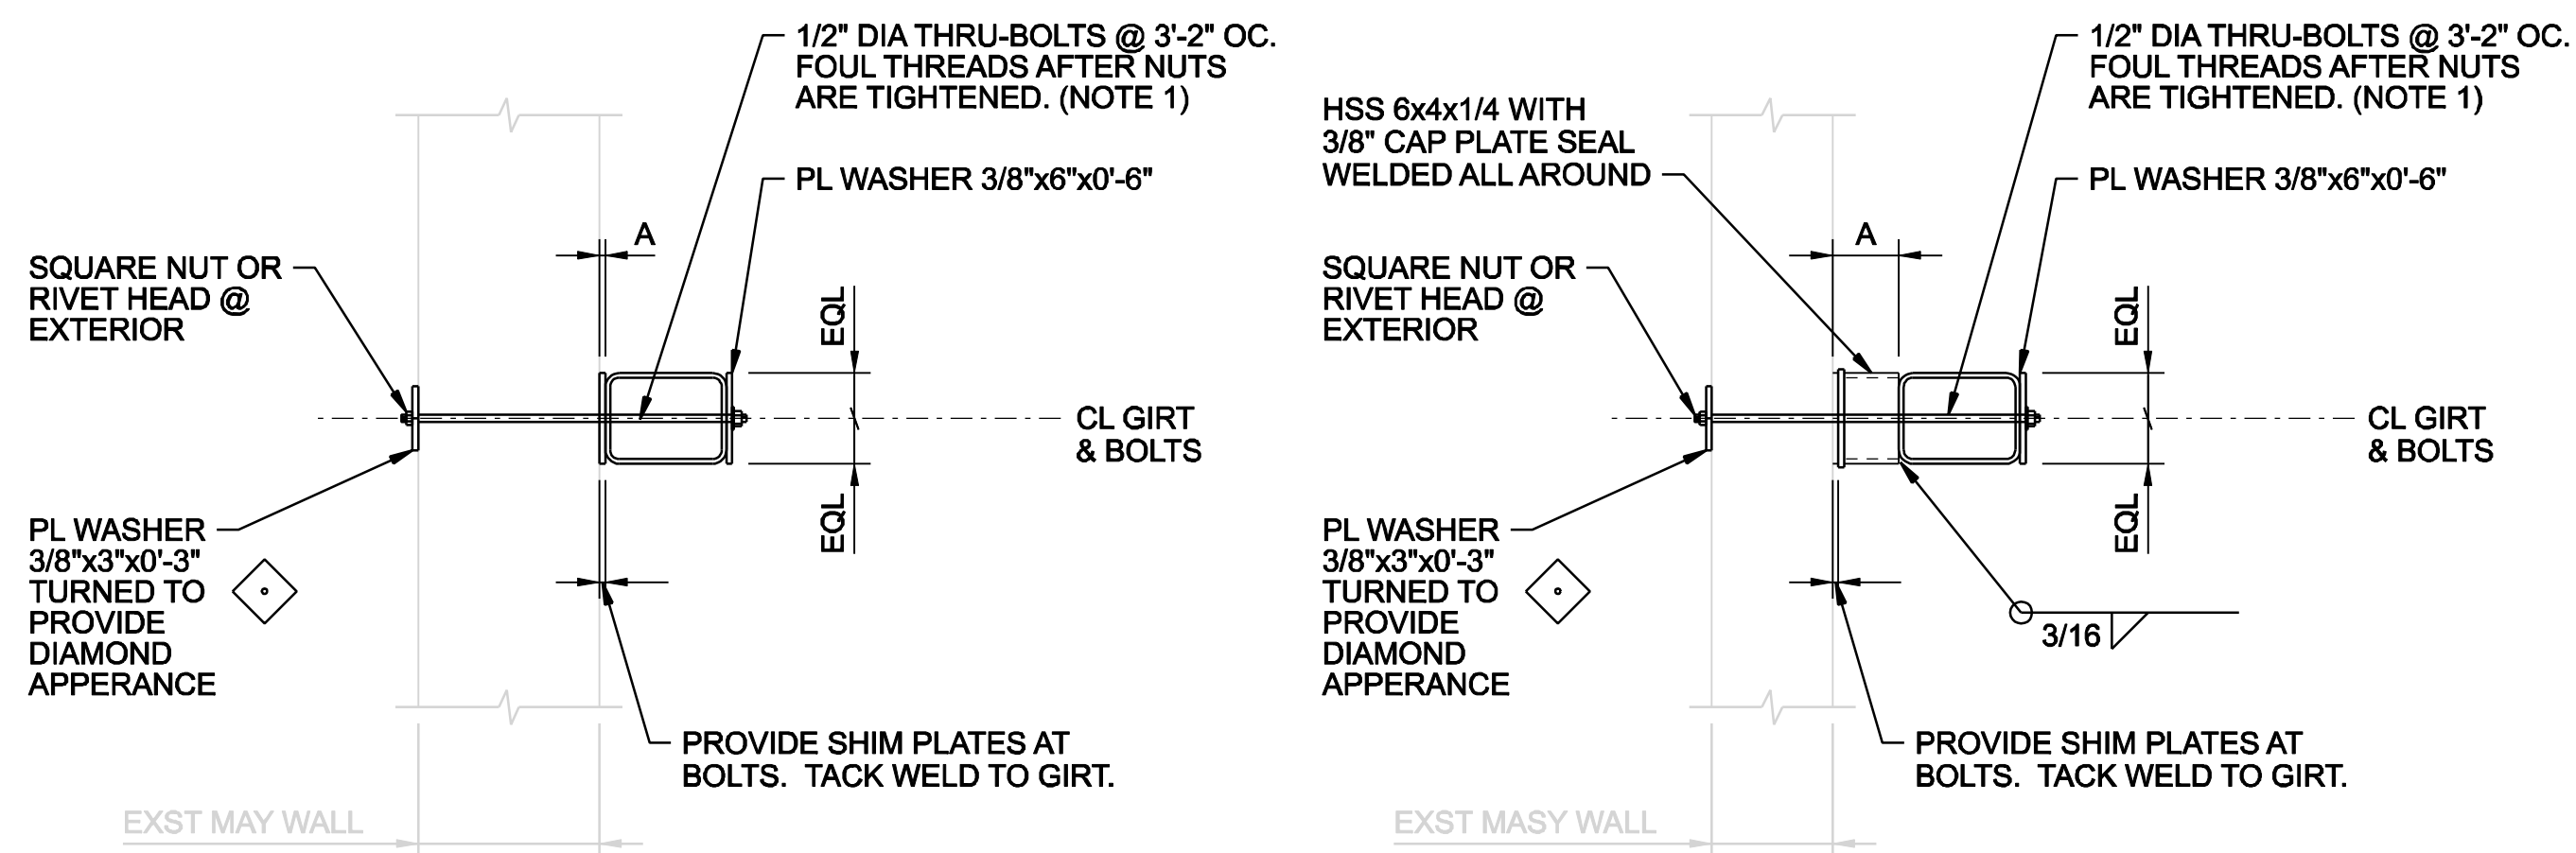 1/2" DIA THRU-BOLTS @ 3'-2" OC.
FOUL THREADS AFTER NUTS
ARE TIGHTENED. (NOTE 1)
PL WASHER 3/8"x6"x0'-6"
A
SQUARE NUT OR
RIVET HEAD @
EXTERIOR
EQL
CL GIRT
& BOLTS
EQL
PL WASHER
3/8"x3"x0'-3"
TURNED TO
PROVIDE
DIAMOND
APPERANCE
PROVIDE SHIM PLATES AT
BOLTS. TACK WELD TO GIRT.
EXST MAY WALL
1/2" DIA THRU-BOLTS @ 3'-2" OC.
FOUL THREADS AFTER NUTS
ARE TIGHTENED. (NOTE 1)
HSS 6x4x1/4 WITH
3/8" CAP PLATE SEAL
WELDED ALL AROUND
PL WASHER 3/8"x6"x0'-6"
A
SQUARE NUT OR
RIVET HEAD @
EXTERIOR
EQL
CL GIRT
& BOLTS
EQL
PL WASHER
3/8"x3"x0'-3"
TURNED TO
PROVIDE
DIAMOND
APPERANCE
3/16
PROVIDE SHIM PLATES AT
BOLTS. TACK WELD TO GIRT.
EXST MASY WALL